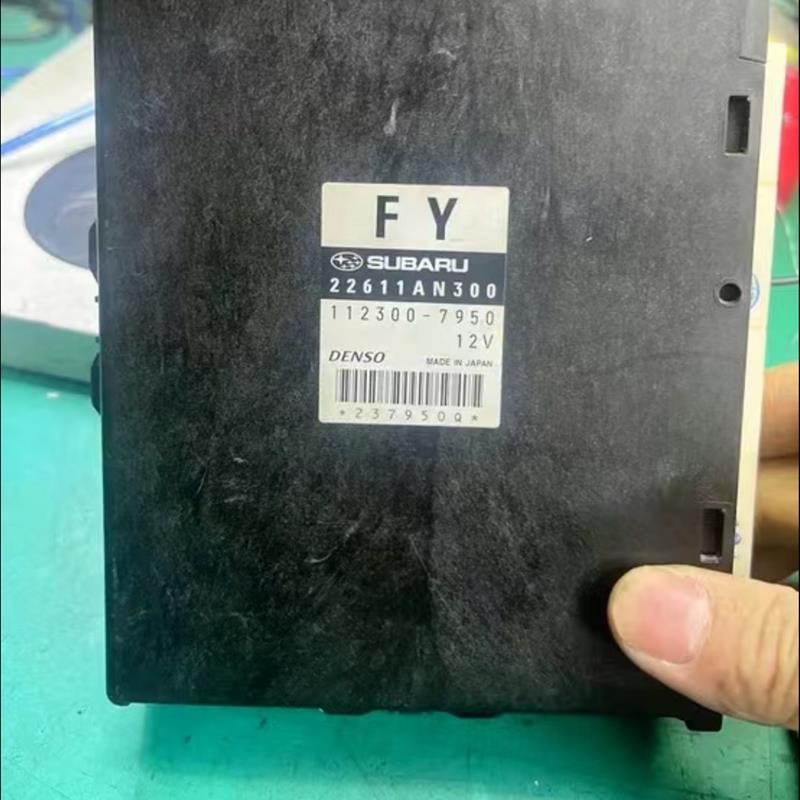 FY
SUBARU
22611AN300
112300-7950
12V
DENSO MADE IN JAPAN
*237950Q*